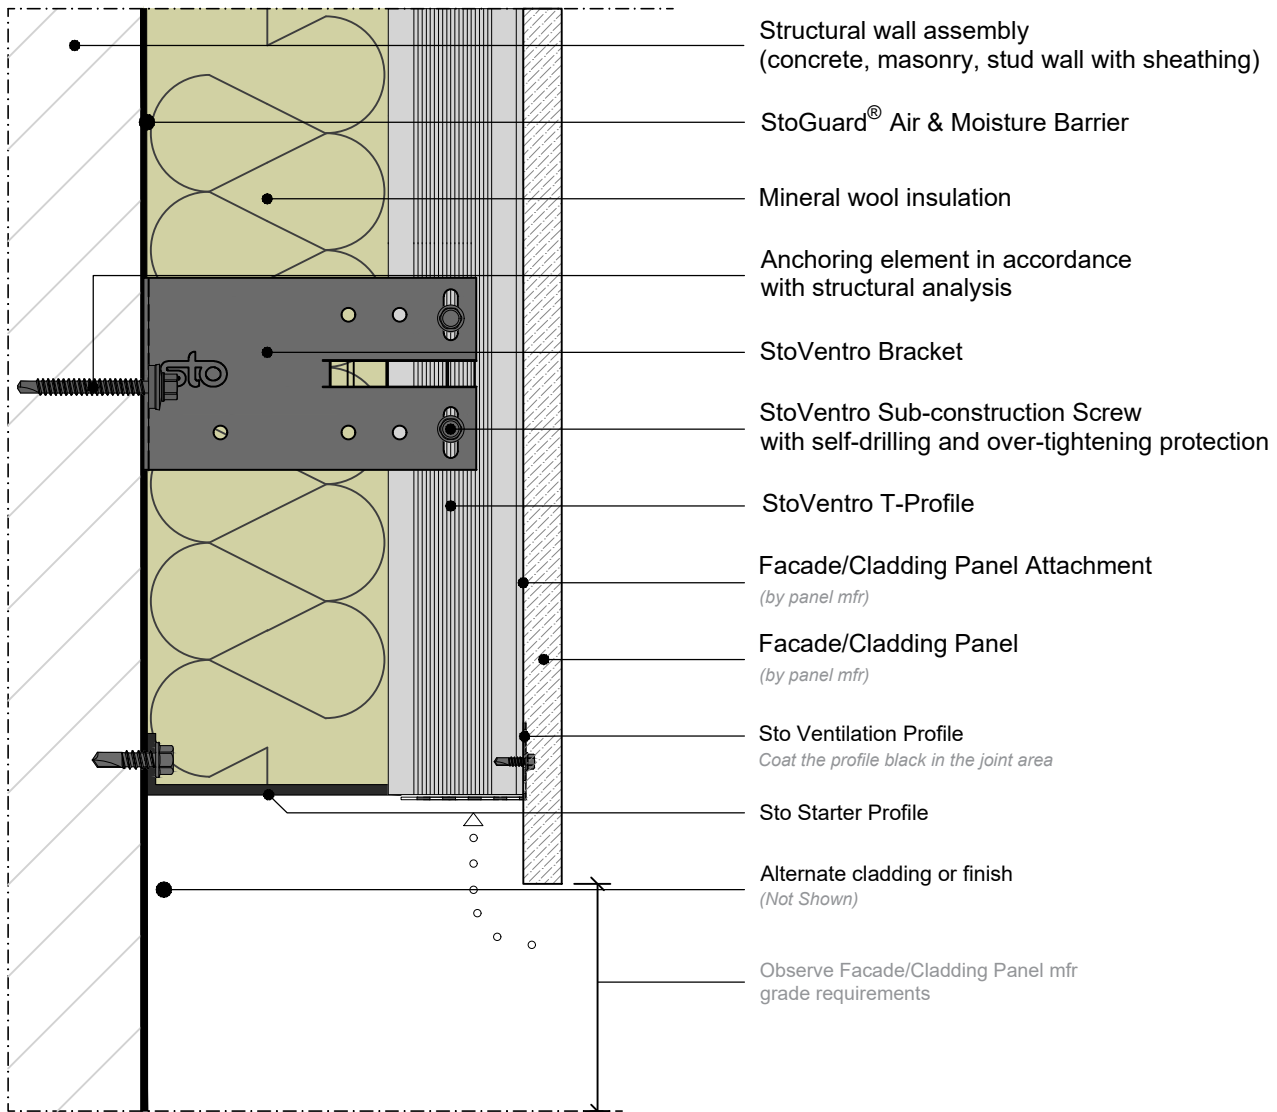 Structural wall assembly
(concrete, masonry, stud wall with sheathing)
StoGuard® Air & Moisture Barrier
Mineral wool insulation
Anchoring element in accordance
with structural analysis
StoVentro Bracket
sto
StoVentro Sub-construction Screw
with self-drilling and over-tightening protection
StoVentro T-Profile
Facade/Cladding Panel Attachment
(by panel mfr)
Facade/Cladding Panel
(by panel mfr)
Sto Ventilation Profile
Coat the profile black in the joint area
Sto Starter Profile
Alternate cladding or finish
(Not Shown)
Observe Facade/Cladding Panel mfr
grade requirements